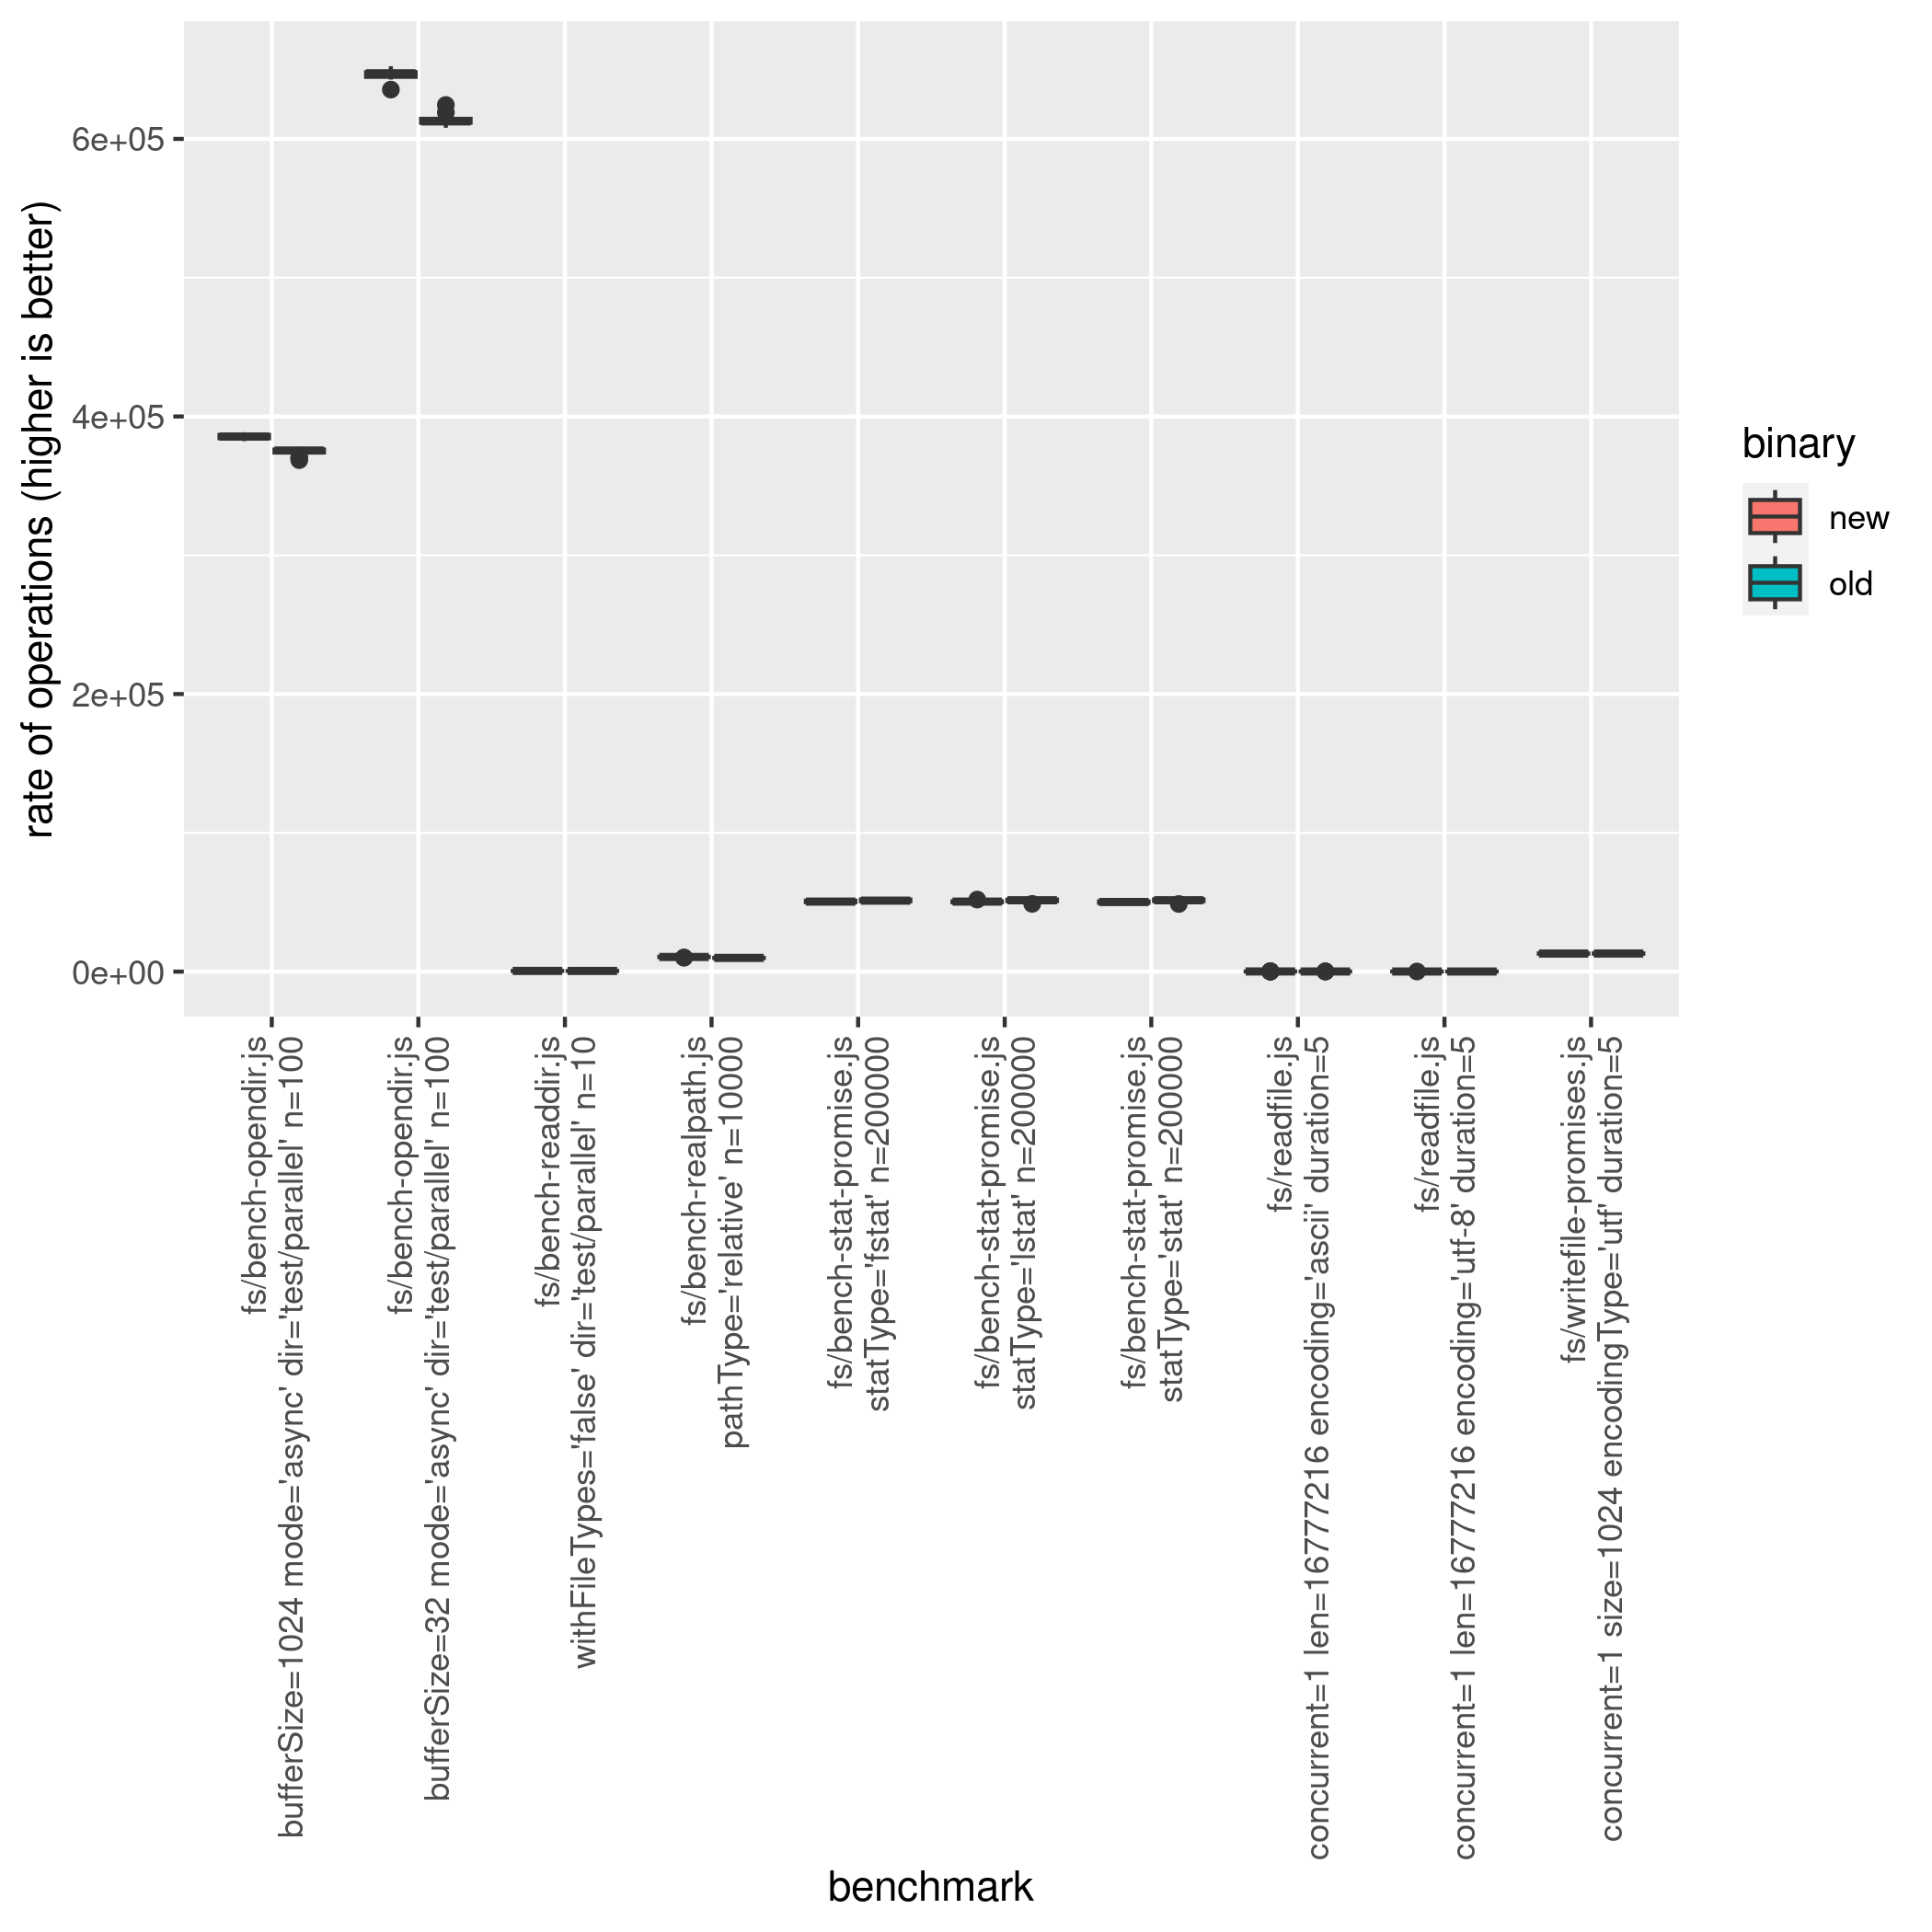 rate of operations (higher is better)
6e+05
4e+05
2e+05
0e+00
fs/bench-opendir.js
bufferSize=1024 mode='async' dir='test/parallel' n=100
fs/bench-opendir.js
bufferSize=32 mode='async' dir='test/parallel' n=100
fs/bench-readdir.js
withFileTypes='false' dir='test/parallel' n=10
fs/bench-realpath.js
pathType='relative' n=10000
fs/bench-stat-promise.js
statType='fstat' n=200000
fs/bench-stat-promise.js
statType='lstat' n=200000
fs/bench-stat-promise.js
statType='stat' n=200000
fs/readfile.js
concurrent=1 len=16777216 encoding='ascii' duration=5
fs/readfile.js
concurrent=1 len=16777216 encoding='utf-8' duration=5
fs/writefile-promises.js
concurrent=1 size=1024 encodingType='utf' duration=5
benchmark
binary
new
old